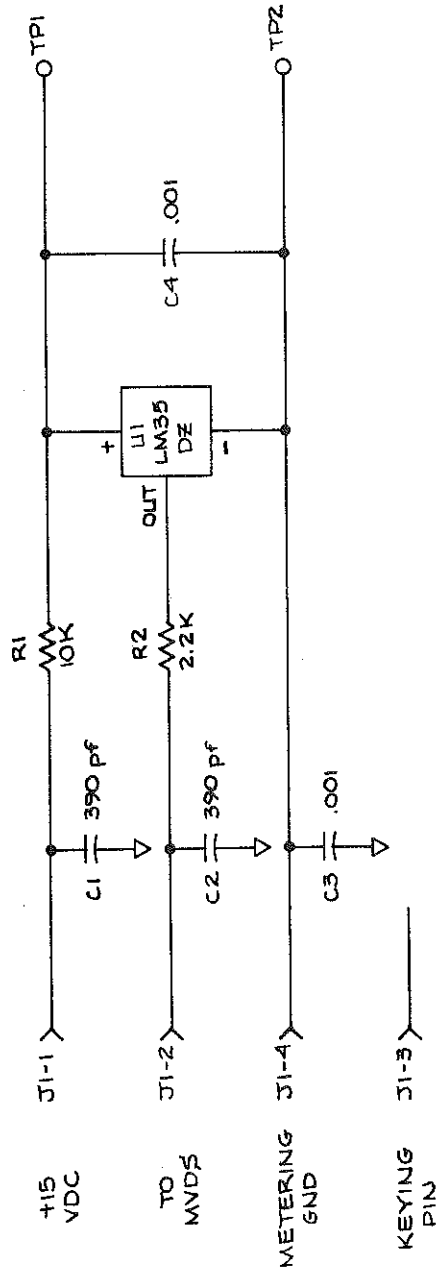 +15
VDC
J1-1
R1
10K
TP1
C1
390 pf
TO
MVDS
J1-2
R2
2.2K
OUT
+
U1
LM35
DZ
-
C4
.001
C2
390 pf
METERING
GND
J1-4
TP2
C3
.001
KEYING
PIN
J1-3